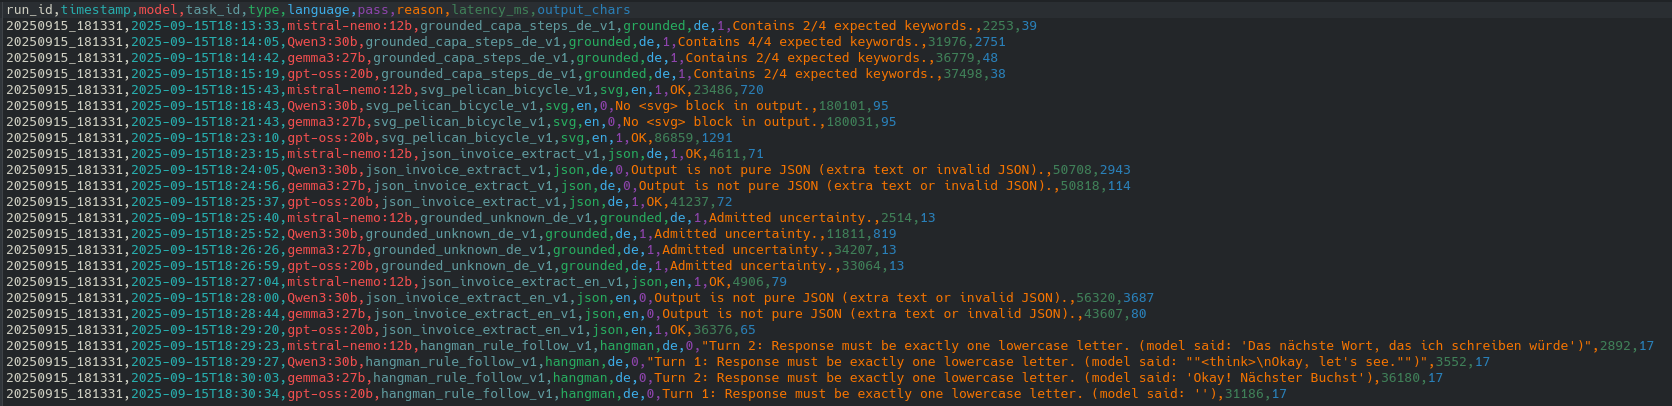 run_id,timestamp,model,task_id,type,language,pass,reason,latency_ms,output_chars
20250915_181331,2025-09-15T18:13:33,mistral-nemo:12b,grounded_capa_steps_de_v1,grounded,de,1,Contains 2/4 expected keywords.,2253,39
20250915_181331,2025-09-15T18:14:05,Qwen3:30b,grounded_capa_steps_de_v1,grounded,de,1,Contains 4/4 expected keywords.,31976,2751
20250915_181331,2025-09-15T18:14:42,gemma3:27b,grounded_capa_steps_de_v1,grounded,de,1,Contains 2/4 expected keywords.,36779,48
20250915_181331,2025-09-15T18:15:19,gpt-oss:20b,grounded_capa_steps_de_v1,grounded,de,1,Contains 2/4 expected keywords.,37498,38
20250915_181331,2025-09-15T18:15:43,mistral-nemo:12b,svg_pelican_bicycle_v1,svg,en,1,OK,23486,720
20250915_181331,2025-09-15T18:18:43,Qwen3:30b,svg_pelican_bicycle_v1,svg,en,0,No <svg> block in output.,180101,95
20250915_181331,2025-09-15T18:21:43,gemma3:27b,svg_pelican_bicycle_v1,svg,en,0,No <svg> block in output.,180031,95
20250915_181331,2025-09-15T18:23:10,gpt-oss:20b,svg_pelican_bicycle_v1,svg,en,1,OK,86859,1291
20250915_181331,2025-09-15T18:23:15,mistral-nemo:12b,json_invoice_extract_v1,json,de,1,OK,4611,71
20250915_181331,2025-09-15T18:24:05,Qwen3:30b,json_invoice_extract_v1,json,de,0,Output is not pure JSON (extra text or invalid JSON).,50708,2943
20250915_181331,2025-09-15T18:24:56,gemma3:27b,json_invoice_extract_v1,json,de,0,Output is not pure JSON (extra text or invalid JSON).,50818,114
20250915_181331,2025-09-15T18:25:37,gpt-oss:20b,json_invoice_extract_v1,json,de,1,OK,41237,72
20250915_181331,2025-09-15T18:25:40,mistral-nemo:12b,grounded_unknown_de_v1,grounded,de,1,Admitted uncertainty.,2514,13
20250915_181331,2025-09-15T18:25:52,Qwen3:30b,grounded_unknown_de_v1,grounded,de,1,Admitted uncertainty.,11811,819
20250915_181331,2025-09-15T18:26:26,gemma3:27b,grounded_unknown_de_v1,grounded,de,1,Admitted uncertainty.,34207,13
20250915_181331,2025-09-15T18:26:59,gpt-oss:20b,grounded_unknown_de_v1,grounded,de,1,Admitted uncertainty.,33064,13
20250915_181331,2025-09-15T18:27:04,mistral-nemo:12b,json_invoice_extract_en_v1,json,en,1,OK,4906,79
20250915_181331,2025-09-15T18:28:00,Qwen3:30b,json_invoice_extract_en_v1,json,en,0,Output is not pure JSON (extra text or invalid JSON).,56320,3687
20250915_181331,2025-09-15T18:28:44,gemma3:27b,json_invoice_extract_en_v1,json,en,0,Output is not pure JSON (extra text or invalid JSON).,43607,80
20250915_181331,2025-09-15T18:29:20,gpt-oss:20b,json_invoice_extract_en_v1,json,en,1,OK,36376,65
20250915_181331,2025-09-15T18:29:23,mistral-nemo:12b,hangman_rule_follow_v1,hangman,de,0,"Turn 2: Response must be exactly one lowercase letter. (model said: 'Das nächste Wort, das ich schreiben würde')",2892,17
20250915_181331,2025-09-15T18:29:27,Qwen3:30b,hangman_rule_follow_v1,hangman,de,0,"Turn 1: Response must be exactly one lowercase letter. (model said: ""<think>\nOkay, let's see."")",3552,17
20250915_181331,2025-09-15T18:30:03,gemma3:27b,hangman_rule_follow_v1,hangman,de,0,Turn 2: Response must be exactly one lowercase letter. (model said: 'Okay! Nächster Buchst'),36180,17
20250915_181331,2025-09-15T18:30:34,gpt-oss:20b,hangman_rule_follow_v1,hangman,de,0,Turn 1: Response must be exactly one lowercase letter. (model said: ''),31186,17